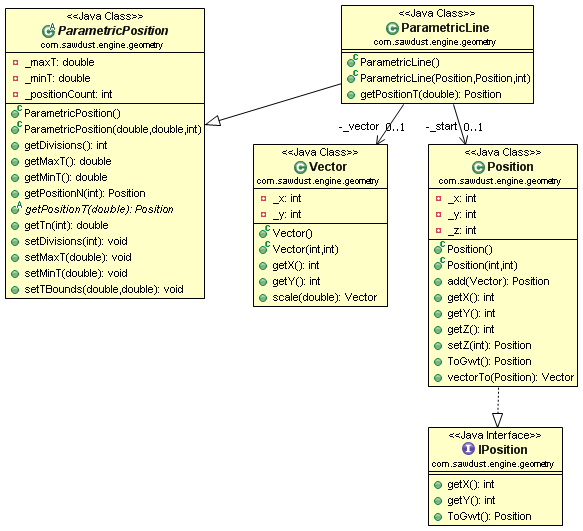 <<Java Class>>
ParametricPosition
com.sawdust.engine.geometry
_maxT: double
_minT: double
_positionCount: int
ParametricPosition()
ParametricPosition(double,double,int)
getDivisions(): int
getMaxT(): double
getMinT(): double
getPositionN(int): Position
getPositionT(double): Position
getTn(int): double
setDivisions(int): void
setMaxT(double): void
setMinT(double): void
setTBounds(double,double): void
<<Java Class>>
ParametricLine
com.sawdust.engine.geometry
ParametricLine()
ParametricLine(Position,Position,int)
getPositionT(double): Position
-_vector 0..1
-_start 0..1
<<Java Class>>
Vector
com.sawdust.engine.geometry
_x: int
_y: int
Vector()
Vector(int,int)
getX(): int
getY(): int
scale(double): Vector
<<Java Class>>
Position
com.sawdust.engine.geometry
_x: int
_y: int
_z: int
Position()
Position(int,int)
add(Vector): Position
getX(): int
getY(): int
getZ(): int
setZ(int): Position
ToGwt(): Position
vectorTo(Position): Vector
<<Java Interface>>
IPosition
com.sawdust.engine.geometry
getX(): int
getY(): int
ToGwt(): Position